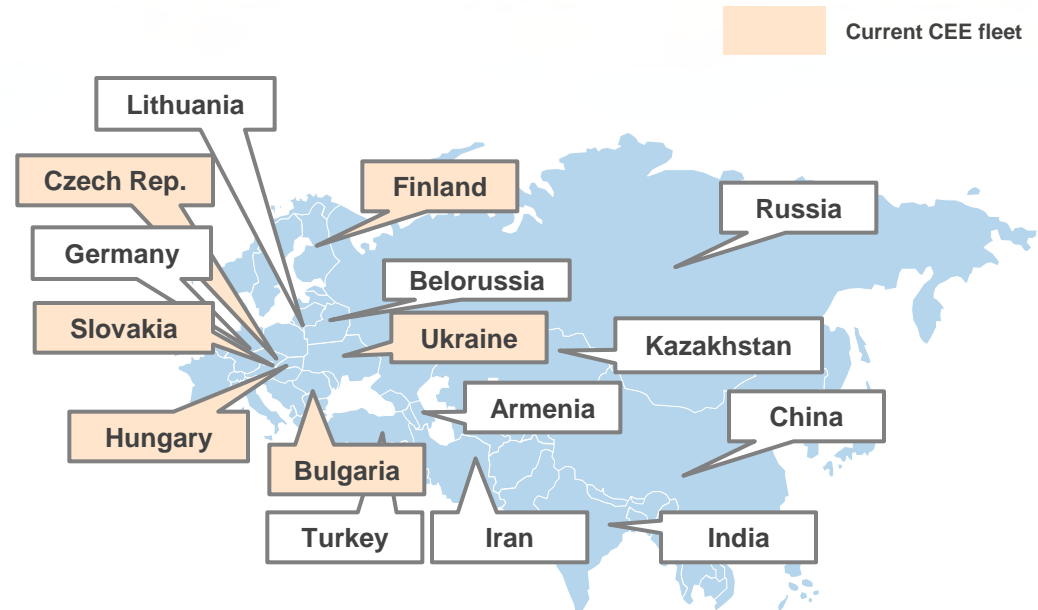 Current CEE fleet
Lithuania
Czech Rep.
Finland
Russia
Germany
Belorussia
Slovakia
Ukraine
Kazakhstan
Armenia
China
Hungary
Bulgaria
Turkey
Iran
India